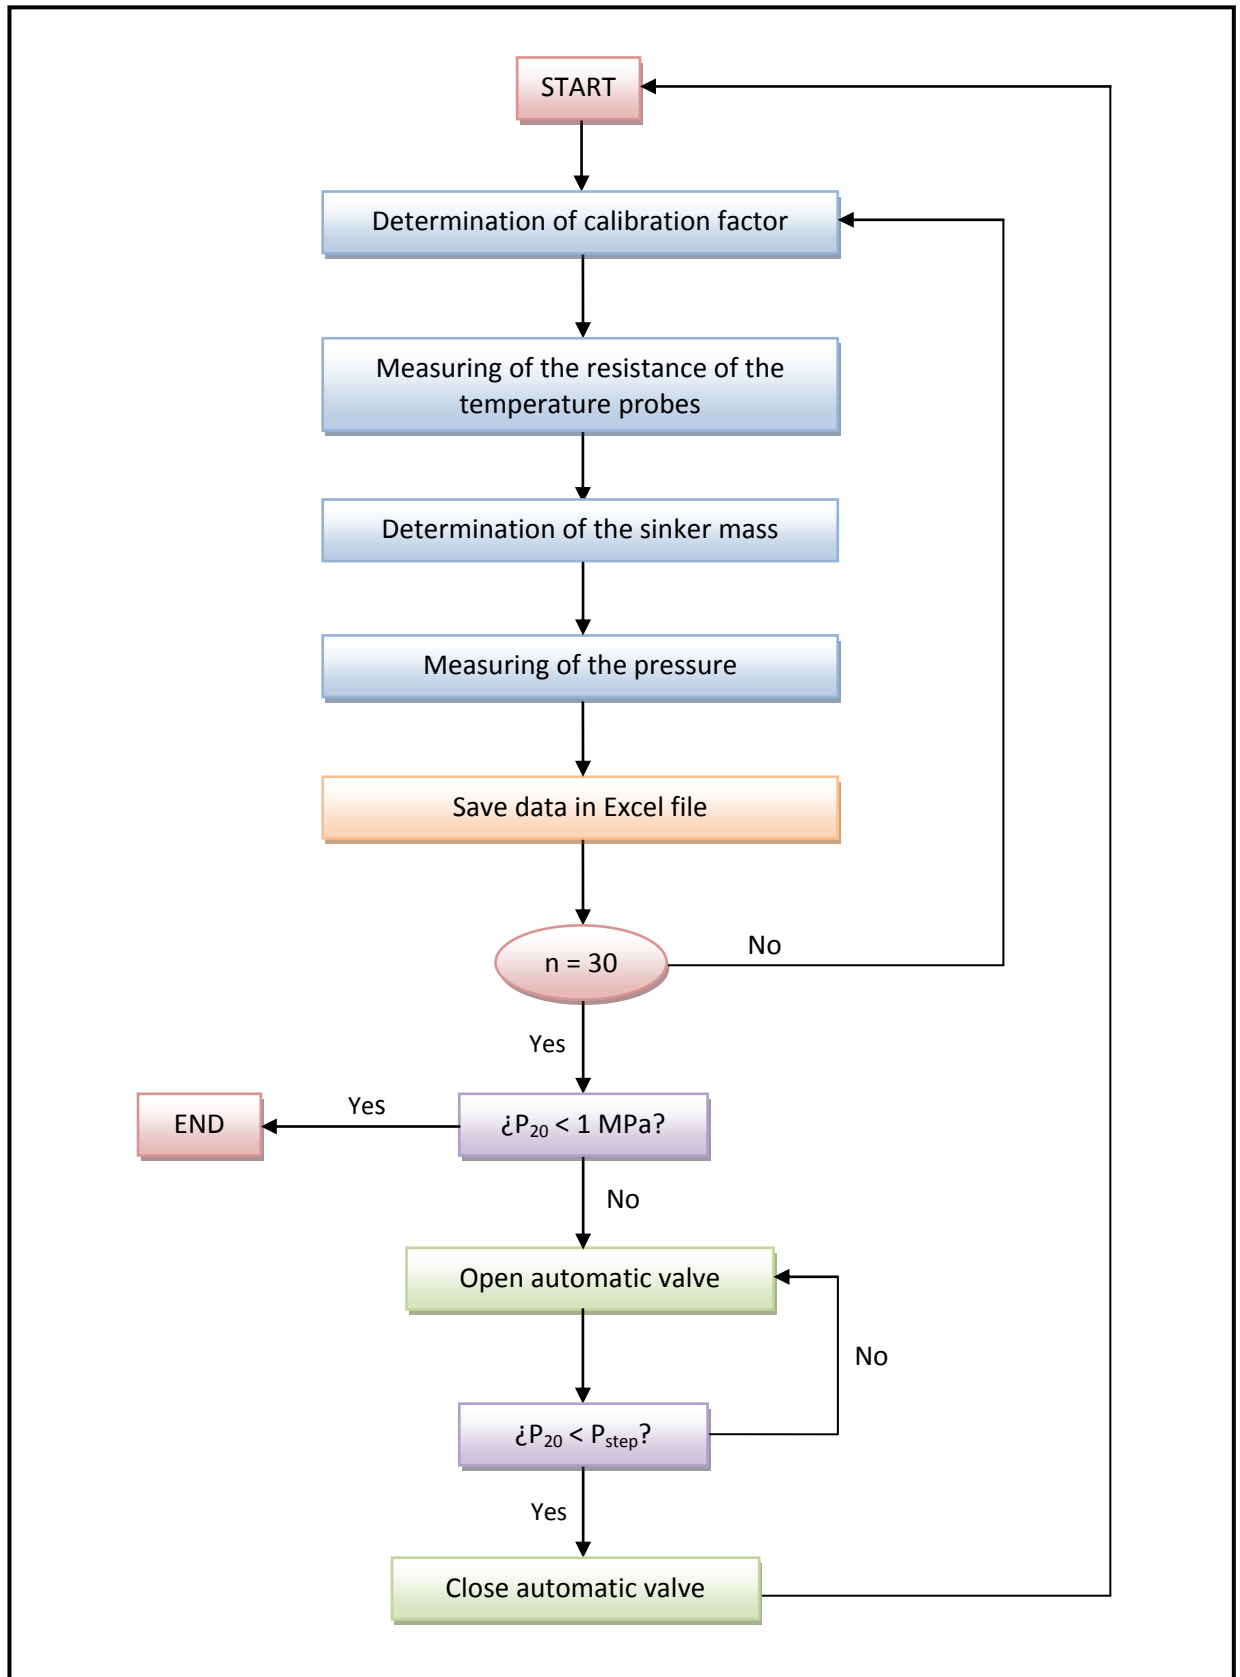 START
Determination of calibration factor
Measuring of the resistance of the
temperature probes
Determination of the sinker mass
Measuring of the pressure
Save data in Excel file
n = 30
No
Yes
Yes
END
¿P20 < 1 MPa?
No
Open automatic valve
No
¿P20 < Pstep?
Yes
Close automatic valve